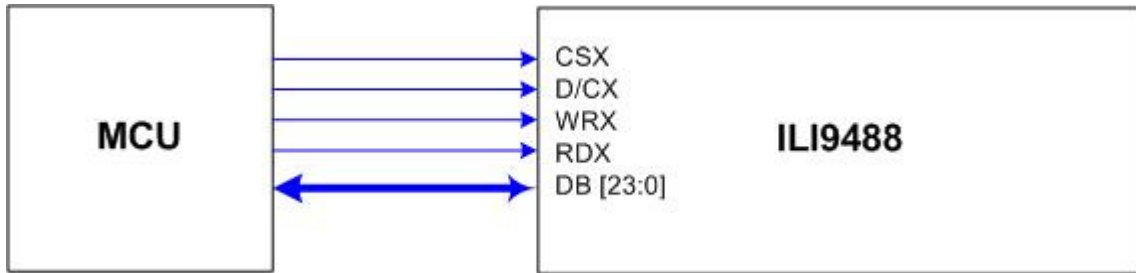 MCU
CSX
D/CX
WRX
RDX
DB [23:0]
ILI9488